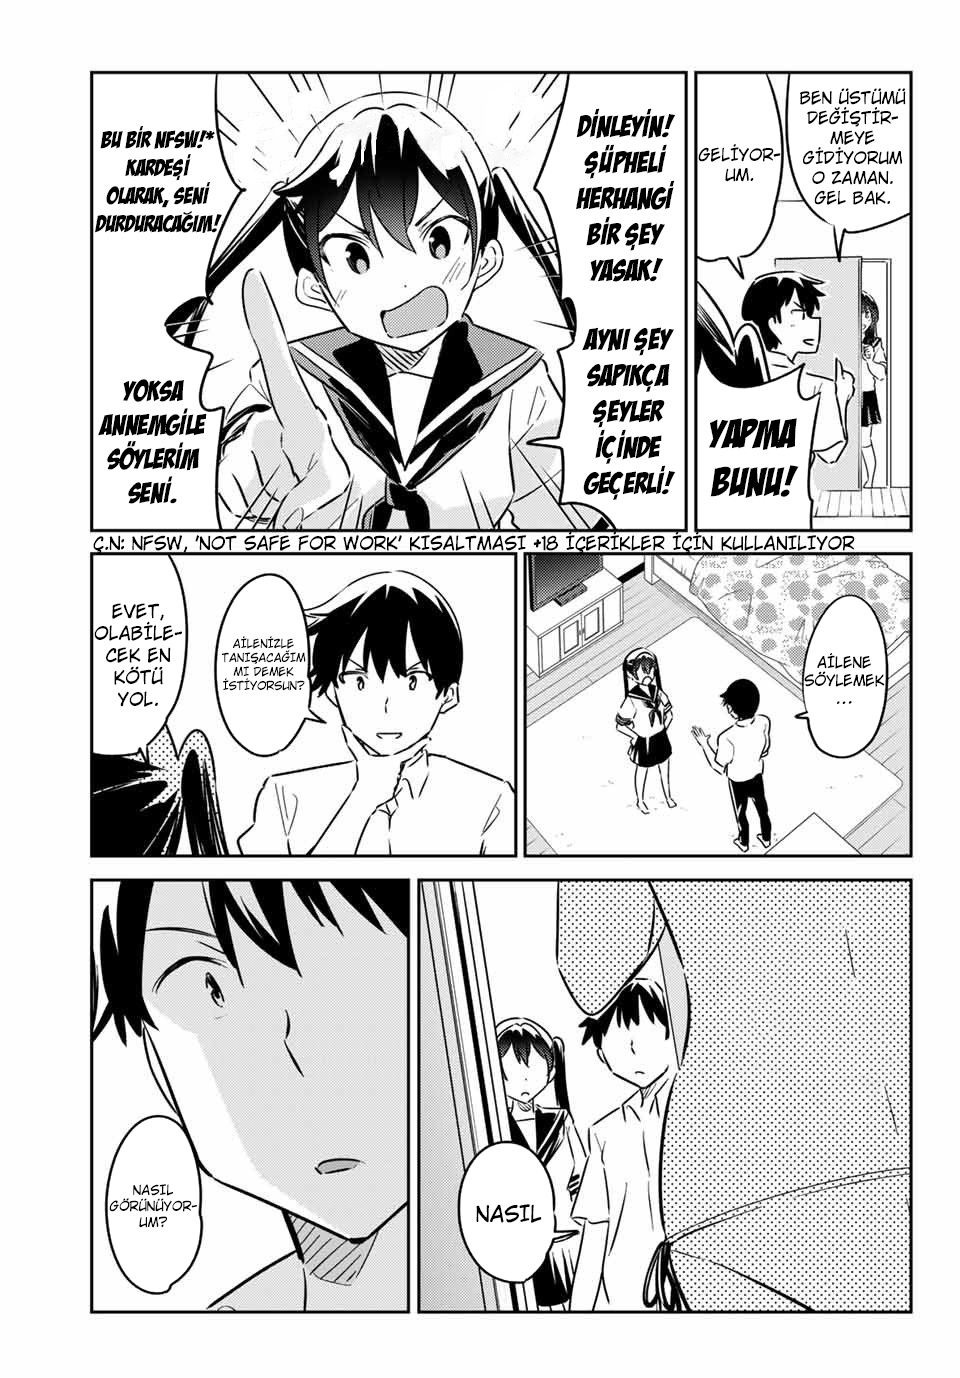 BEN ÜSTÜMÜ
DEĞİŞTİR-
MEYE
GİDİYORUM
O ZAMAN.
GEL BAK.
GELİYOR-
UM.
YAPMA
BUNU!
DİNLEYİN!
ŞÜPHELİ
HERHANGİ
BİR ŞEY
YASAK!
AYNI ŞEY
SAPIKÇA
ŞEYLER
İÇİNDE
GEÇERLİ!
BU BİR NFSW!*
KARDEŞİ
OLARAK, SENİ
DURDURACAĞIM!
YOKSA
ANNEMGİLE
SÖYLERİM
SENİ.
Ç.N: NFSW, 'NOT SAFE FOR WORK' KISALTMASI +18 İÇERİKLER İÇİN KULLANILIYOR
AİLENE
SÖYLEMEK
...
AİLENİZLE
TANIŞACAĞIM
MI DEMEK
İSTİYORSUN?
EVET,
OLABİLE-
CEK EN
KÖTÜ
YOL.
NASIL
NASIL
GÖRÜNÜYOR-
UM?